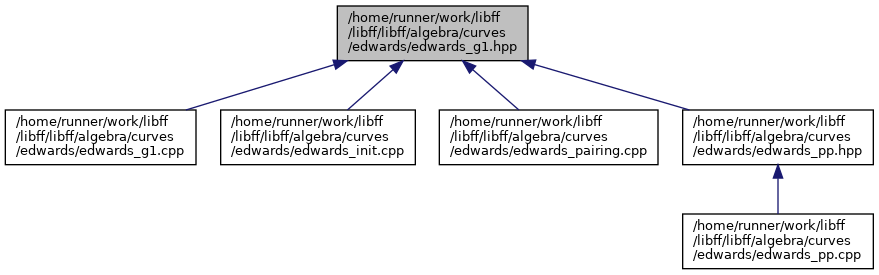 /home/runner/work/libff
/libff/libff/algebra/curves
/edwards/edwards_g1.hpp
/home/runner/work/libff
/libff/libff/algebra/curves
/edwards/edwards_g1.cpp
/home/runner/work/libff
/libff/libff/algebra/curves
/edwards/edwards_init.cpp
/home/runner/work/libff
/libff/libff/algebra/curves
/edwards/edwards_pairing.cpp
/home/runner/work/libff
/libff/libff/algebra/curves
/edwards/edwards_pp.hpp
/home/runner/work/libff
/libff/libff/algebra/curves
/edwards/edwards_pp.cpp